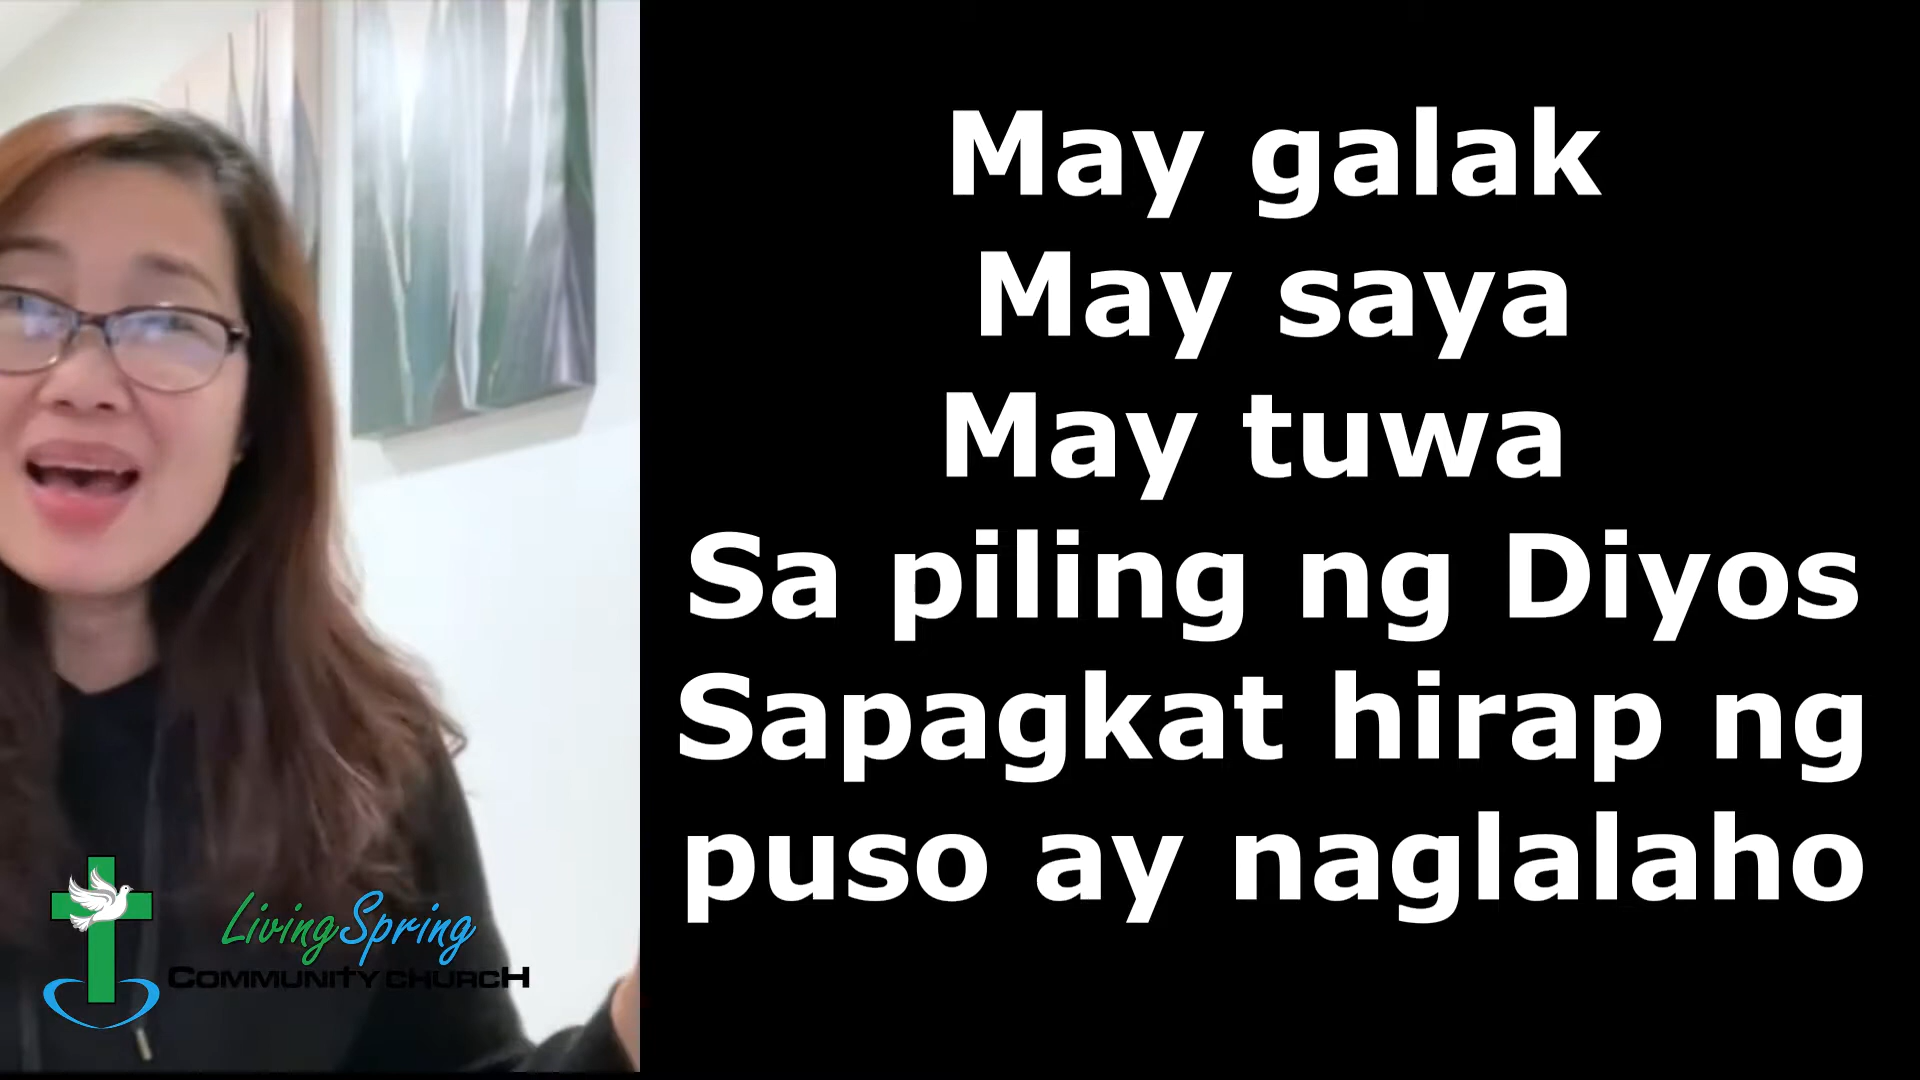 May galak
May saya
May tuwa
Sa piling ng Diyos
Sapagkat hirap ng
puso ay naglalaho
LivingSpring
COMMUNITY CHURCH